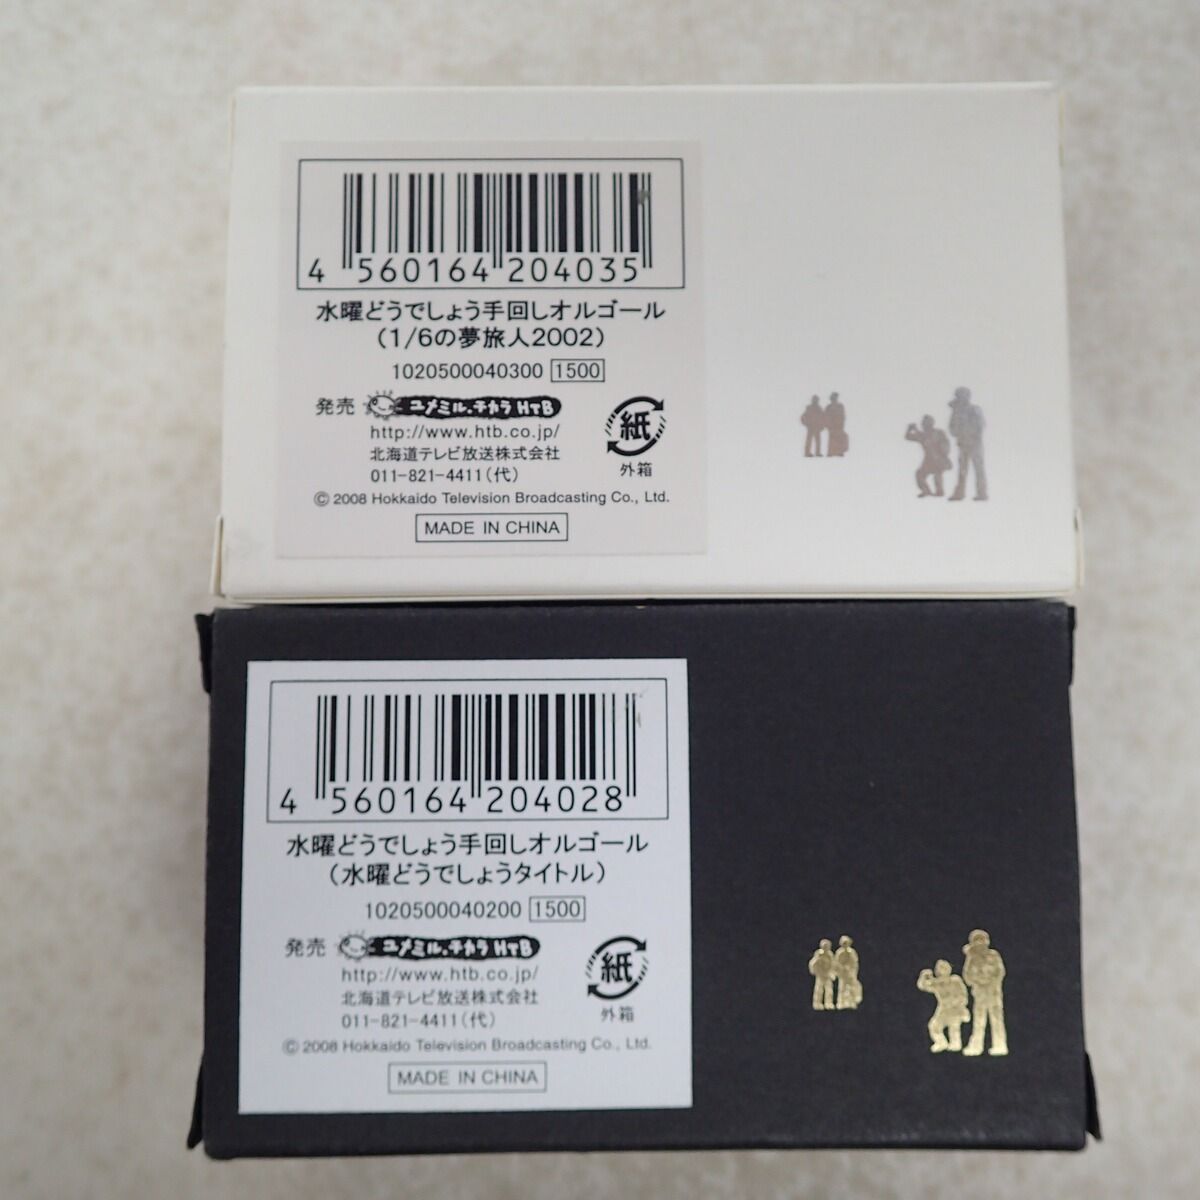 4 560164 204035
水曜どうでしょう手回しオルゴール
(1/6の夢旅人2002)
1020500040300 1500
発売 ユメミル、チカラ HTB
http://www.htb.co.jp/
北海道テレビ放送株式会社
011-821-4411(代)
紙
外箱
© 2008 Hokkaido Television Broadcasting Co., Ltd.
MADE IN CHINA
4 560164 204028
水曜どうでしょう手回しオルゴール
(水曜どうでしょうタイトル)
1020500040200 1500
発売 ユメミル、チカラ HTB
http://www.htb.co.jp/
北海道テレビ放送株式会社
011-821-4411(代)
紙
外箱
© 2008 Hokkaido Television Broadcasting Co., Ltd.
MADE IN CHINA